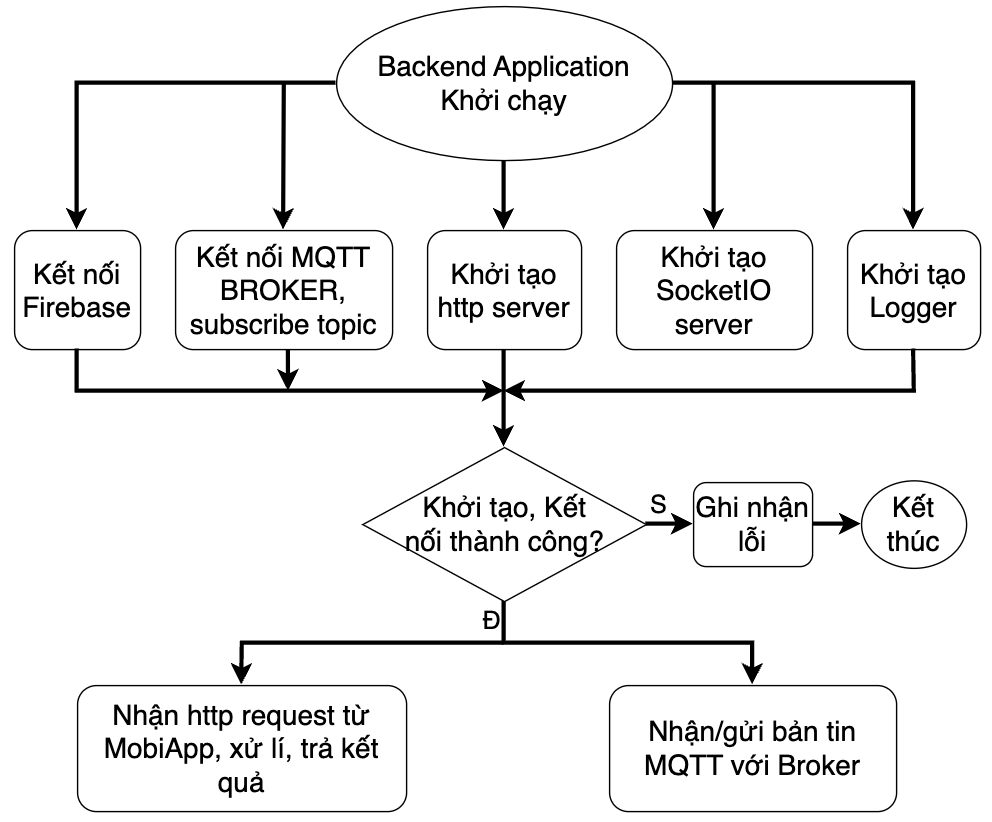 Backend Application
Khởi chạy
Kết nối
Firebase
Kết nối MQTT
BROKER,
subscribe topic
Khởi tạo
http server
Khởi tạo
SocketIO
server
Khởi tạo
Logger
Khởi tạo, Kết
nối thành công?
S
Ghi nhận
lỗi
Kết
thúc
Đ
Nhận http request từ
MobiApp, xử lí, trả kết
quả
Nhận/gửi bản tin
MQTT với Broker